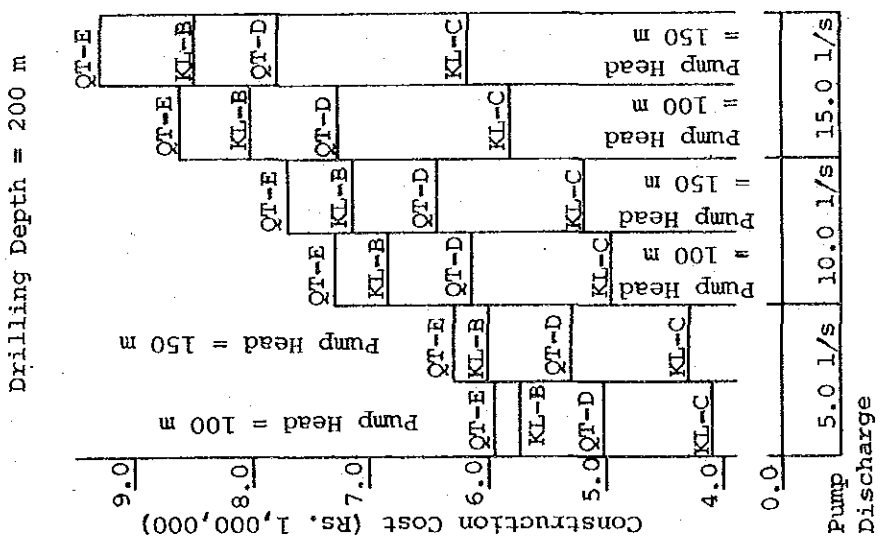 Drilling Depth = 200 m
Construction Cost (Rs. 1,000,000)
9.0
8.0
7.0
6.0
5.0
4.0
0.0
Pump Head = 100 m
QT-E
KL-B
QT-D
KL-C
Pump Head = 150 m
QT-E
KL-B
QT-D
KL-C
Pump Head
= 100 m
QT-E
KL-B
QT-D
KL-C
Pump Head
= 150 m
QT-E
KL-B
QT-D
KL-C
Pump Head
= 100 m
QT-E
KL-B
QT-D
KL-C
Pump Head
= 150 m
QT-E
KL-B
QT-D
KL-C
Pump
Discharge
5.0 l/s
10.0 l/s
15.0 l/s